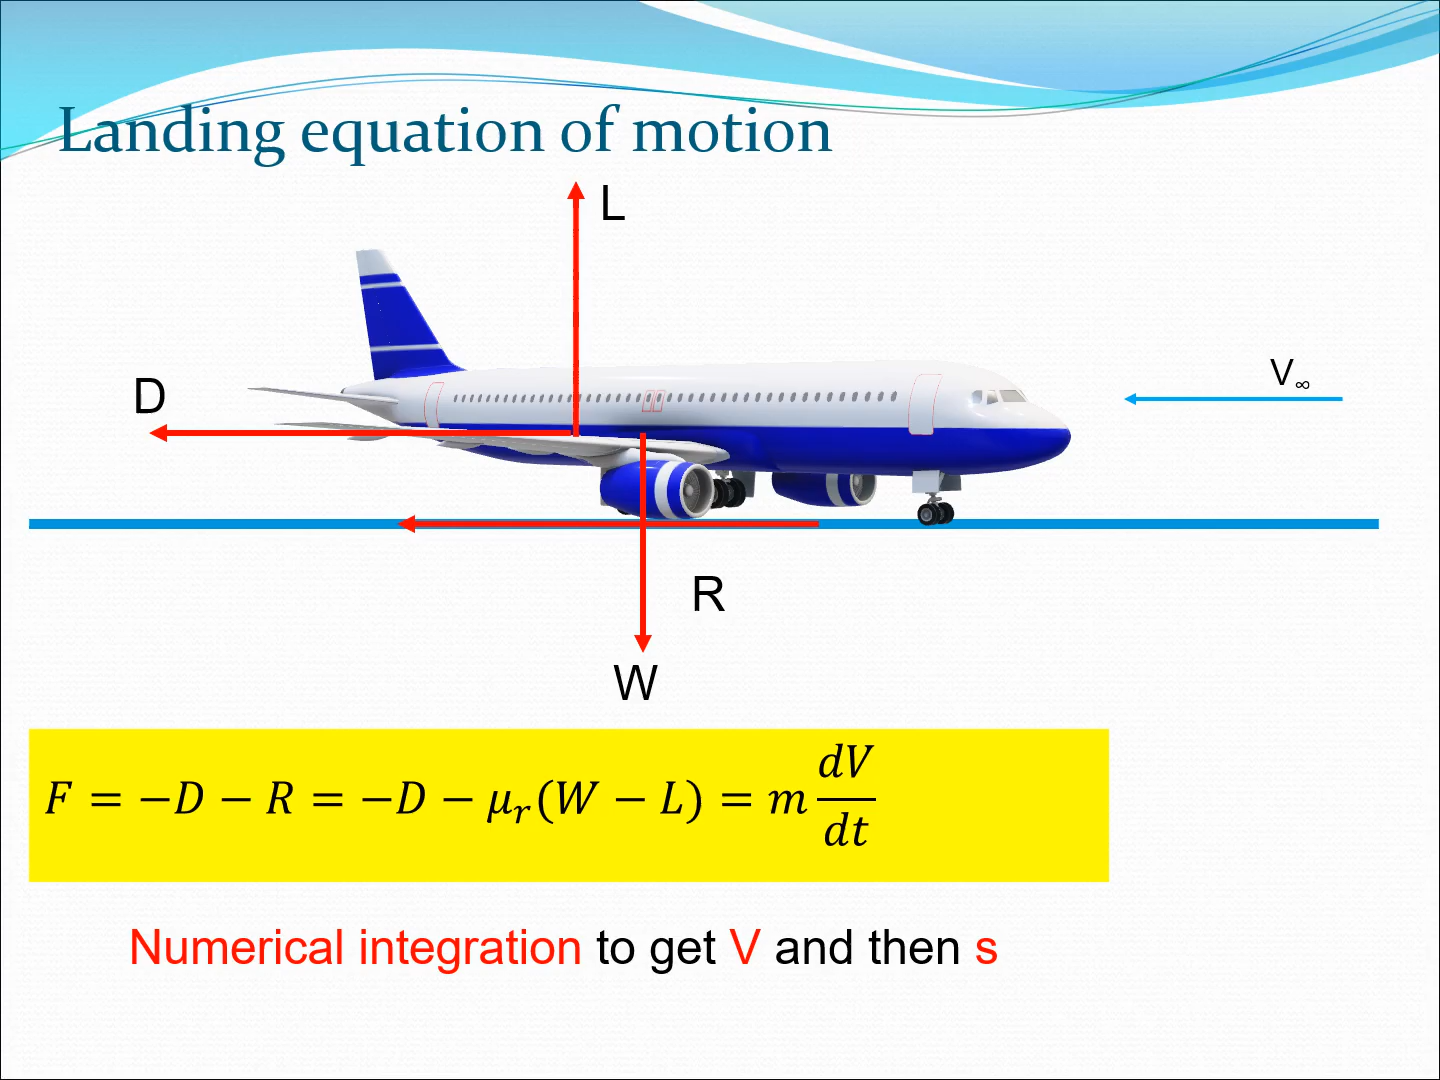 Landing equation of motion
L
V∞
D
R
W
F = −D − R = −D − μᵣ(W − L) = m dV/dt
Numerical integration to get V and then s